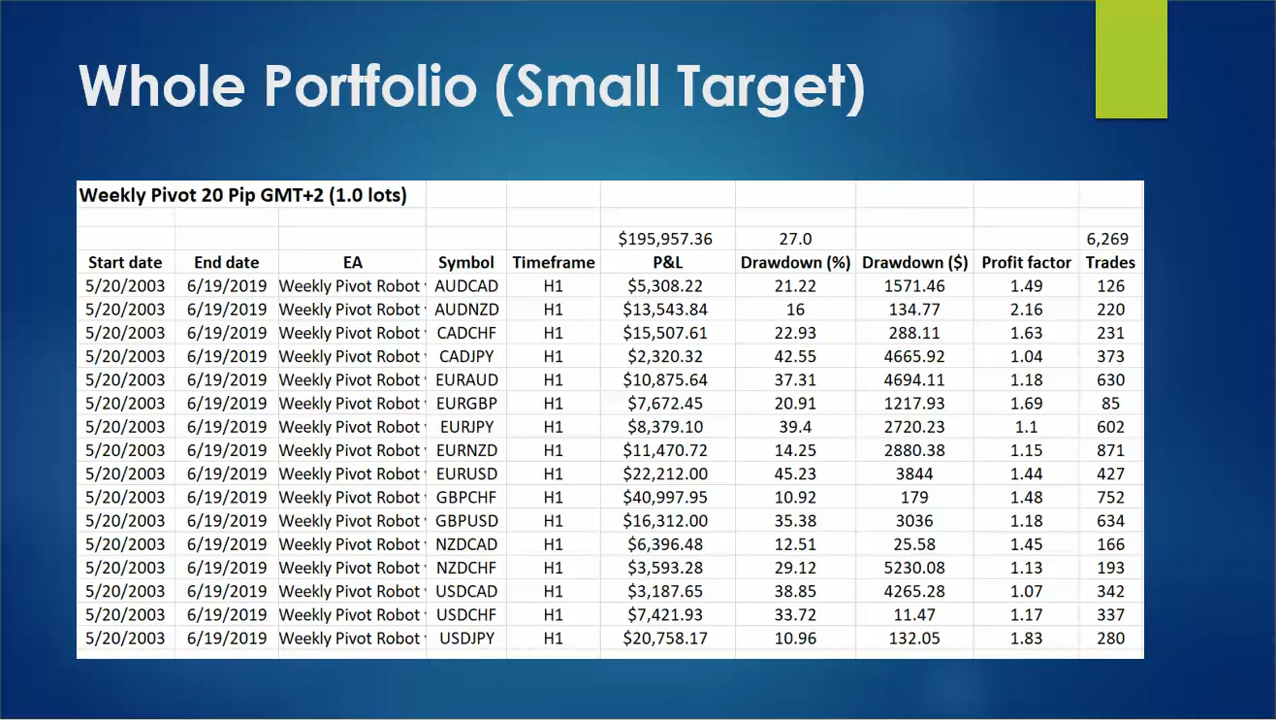 Whole Portfolio (Small Target)
Weekly Pivot 20 Pip GMT+2 (1.0 lots)
$195,957.36 27.0 6,269
Start date End date EA Symbol Timeframe P&L Drawdown (%) Drawdown ($) Profit factor Trades
5/20/2003 6/19/2019 Weekly Pivot Robot AUDCAD H1 $5,308.22 21.22 1571.46 1.49 126
5/20/2003 6/19/2019 Weekly Pivot Robot AUDNZD H1 $13,543.84 16 134.77 2.16 220
5/20/2003 6/19/2019 Weekly Pivot Robot CADCHF H1 $15,507.61 22.93 288.11 1.63 231
5/20/2003 6/19/2019 Weekly Pivot Robot CADJPY H1 $2,320.32 42.55 4665.92 1.04 373
5/20/2003 6/19/2019 Weekly Pivot Robot EURAUD H1 $10,875.64 37.31 4694.11 1.18 630
5/20/2003 6/19/2019 Weekly Pivot Robot EURGBP H1 $7,672.45 20.91 1217.93 1.69 85
5/20/2003 6/19/2019 Weekly Pivot Robot EURJPY H1 $8,379.10 39.4 2720.23 1.1 602
5/20/2003 6/19/2019 Weekly Pivot Robot EURNZD H1 $11,470.72 14.25 2880.38 1.15 871
5/20/2003 6/19/2019 Weekly Pivot Robot EURUSD H1 $22,212.00 45.23 3844 1.44 427
5/20/2003 6/19/2019 Weekly Pivot Robot GBPCHF H1 $40,997.95 10.92 179 1.48 752
5/20/2003 6/19/2019 Weekly Pivot Robot GBPUSD H1 $16,312.00 35.38 3036 1.18 634
5/20/2003 6/19/2019 Weekly Pivot Robot NZDCAD H1 $6,396.48 12.51 25.58 1.45 166
5/20/2003 6/19/2019 Weekly Pivot Robot NZDCHF H1 $3,593.28 29.12 5230.08 1.13 193
5/20/2003 6/19/2019 Weekly Pivot Robot USDCAD H1 $3,187.65 38.85 4265.28 1.07 342
5/20/2003 6/19/2019 Weekly Pivot Robot USDCHF H1 $7,421.93 33.72 11.47 1.17 337
5/20/2003 6/19/2019 Weekly Pivot Robot USDJPY H1 $20,758.17 10.96 132.05 1.83 280